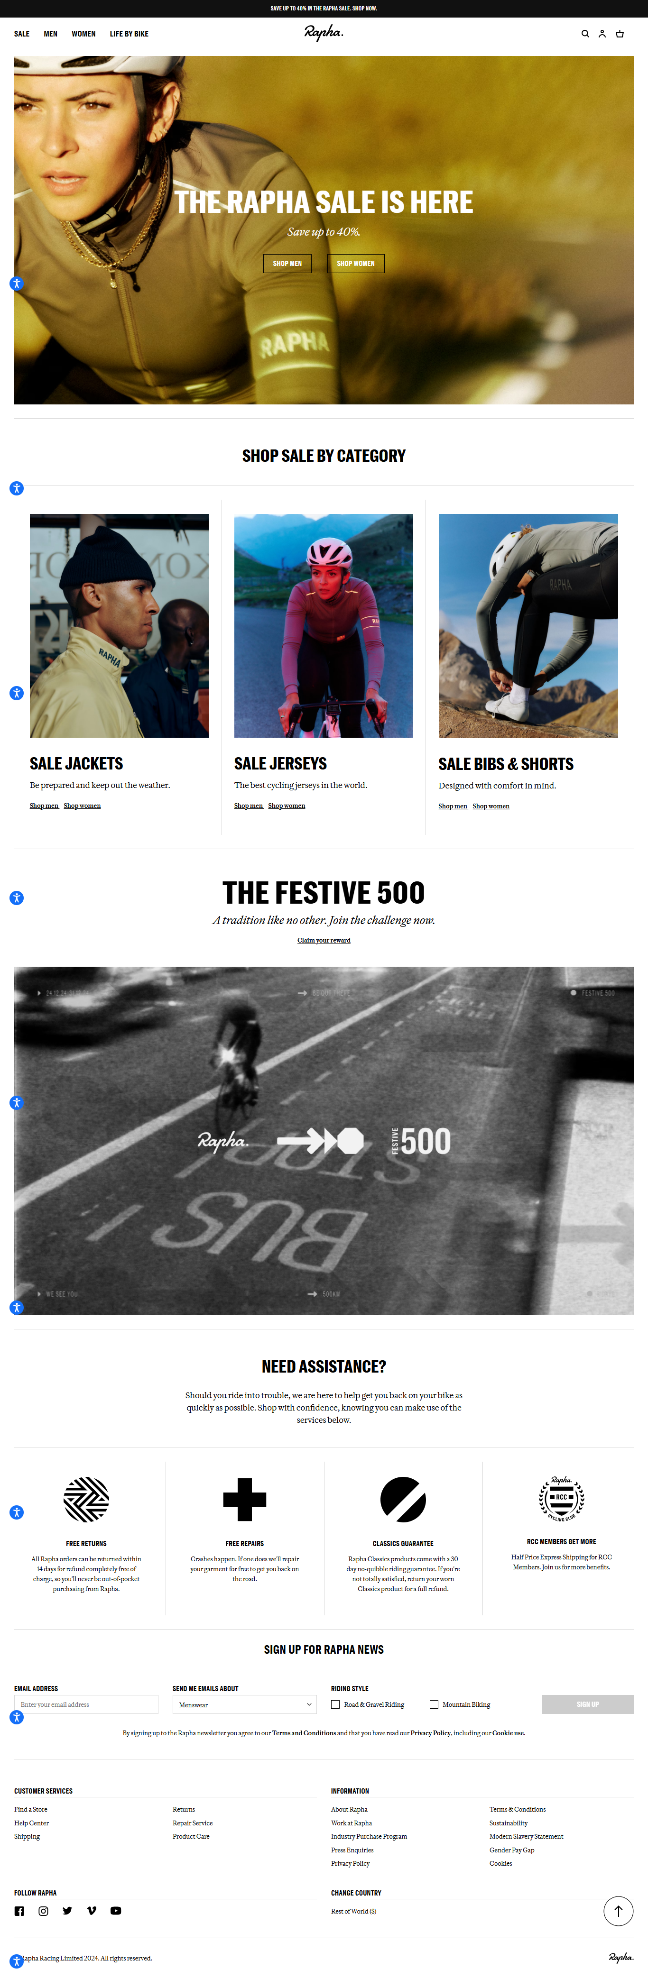 SAVE UP TO 40% IN THE RAPHA SALE. SHOP NOW.
SALE MEN WOMEN LIFE BY BIKE
Rapha.
THE RAPHA SALE IS HERE
Save up to 40%.
SHOP MEN SHOP WOMEN
RAPHA
SHOP SALE BY CATEGORY
RAPHA
RAPHA
RAPHA
SALE JACKETS
Be prepared and keep out the weather.
Shop men Shop women
SALE JERSEYS
The best cycling jerseys in the world.
Shop men Shop women
SALE BIBS & SHORTS
Designed with comfort in mind.
Shop men Shop women
THE FESTIVE 500
A tradition like no other. Join the challenge now.
Claim your reward
FESTIVE 500
Rapha. FESTIVE 500
STOP
BUS
WE SEE YOU 500KM
NEED ASSISTANCE?
Should you ride into trouble, we are here to help get you back on your bike as
quickly as possible. Shop with confidence, knowing you can make use of the
services below.
FREE RETURNS
All Rapha orders can be returned within
14 days for refund completely free of
charge, so you'll never be out-of-pocket
purchasing from Rapha.
FREE REPAIRS
Crashes happen. If one does we'll repair
your garment for free to get you back on
the road.
CLASSICS GUARANTEE
Rapha Classics products come with a 30
day no-quibble riding guarantee. If you're
not totally satisfied, return your worn
Classics product for a full refund.
Rapha.
RCC
CYCLING CLUB
RCC MEMBERS GET MORE
Half Price Express Shipping for RCC
Members. Join us for more benefits.
SIGN UP FOR RAPHA NEWS
EMAIL ADDRESS
Enter your email address
SEND ME EMAILS ABOUT
Menswear
RIDING STYLE
Road & Gravel Riding Mountain Biking
SIGN UP
By signing up to the Rapha newsletter you agree to our Terms and Conditions and that you have read our Privacy Policy, including our Cookie use.
CUSTOMER SERVICES
Find a Store
Help Center
Shipping
Returns
Repair Service
Product Care
INFORMATION
About Rapha
Work at Rapha
Industry Purchase Program
Press Enquiries
Privacy Policy
Terms & Conditions
Sustainability
Modern Slavery Statement
Gender Pay Gap
Cookies
FOLLOW RAPHA
CHANGE COUNTRY
Rest of World ($)
Rapha Racing Limited 2024. All rights reserved.
Rapha.